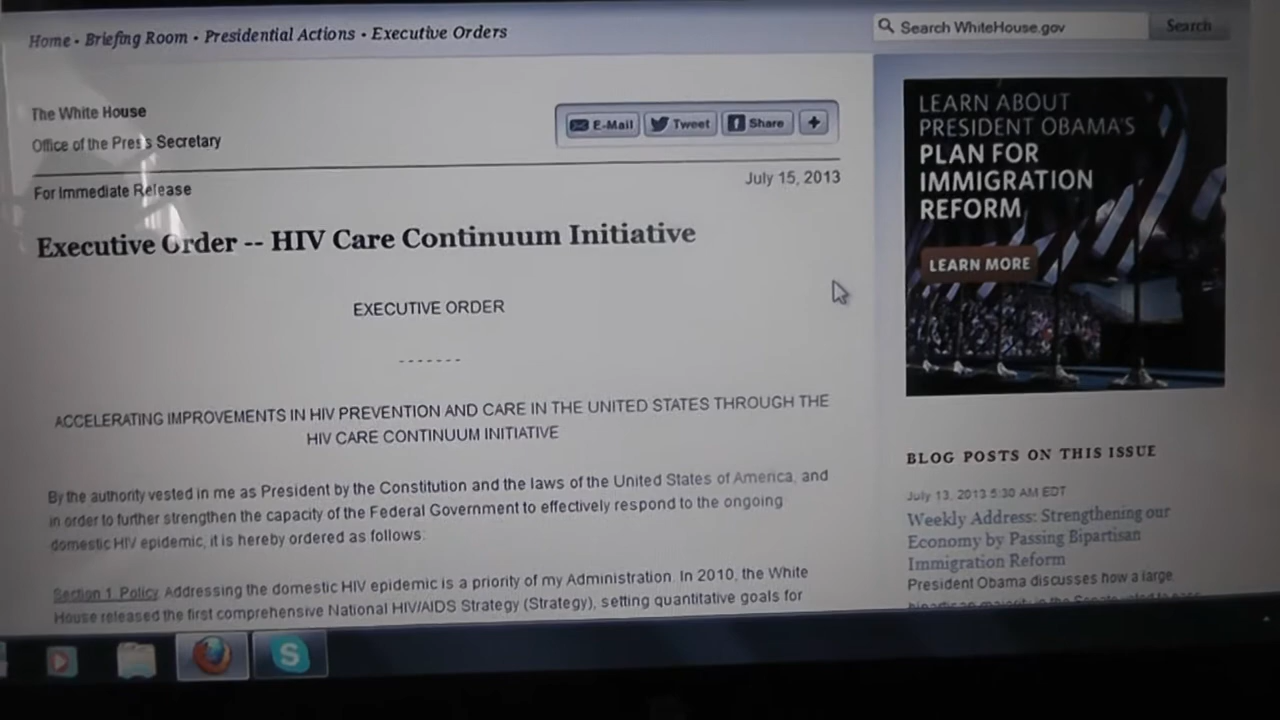 Home • Briefing Room • Presidential Actions • Executive Orders
Search WhiteHouse.gov
Search
The White House
Office of the Press Secretary
E-Mail
Tweet
Share
+
For Immediate Release
July 15, 2013
Executive Order -- HIV Care Continuum Initiative
EXECUTIVE ORDER
- - - - - - -
ACCELERATING IMPROVEMENTS IN HIV PREVENTION AND CARE IN THE UNITED STATES THROUGH THE
HIV CARE CONTINUUM INITIATIVE
By the authority vested in me as President by the Constitution and the laws of the United States of America, and
in order to further strengthen the capacity of the Federal Government to effectively respond to the ongoing
domestic HIV epidemic, it is hereby ordered as follows:
Section 1. Policy. Addressing the domestic HIV epidemic is a priority of my Administration. In 2010, the White
House released the first comprehensive National HIV/AIDS Strategy (Strategy), setting quantitative goals for
LEARN ABOUT
PRESIDENT OBAMA'S
PLAN FOR
IMMIGRATION
REFORM
LEARN MORE
BLOG POSTS ON THIS ISSUE
July 13, 2013 5:30 AM EDT
Weekly Address: Strengthening our
Economy by Passing Bipartisan
Immigration Reform
President Obama discusses how a large,